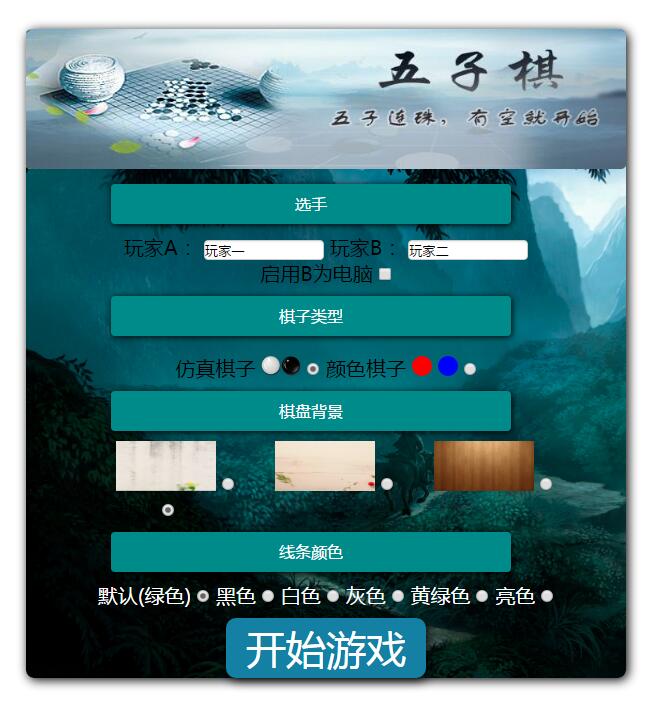 五子棋
五子连珠，有空就开始
选手
玩家A： 玩家一 玩家B： 玩家二
启用B为电脑
棋子类型
仿真棋子 颜色棋子
棋盘背景
线条颜色
默认(绿色) 黑色 白色 灰色 黄绿色 亮色
开始游戏